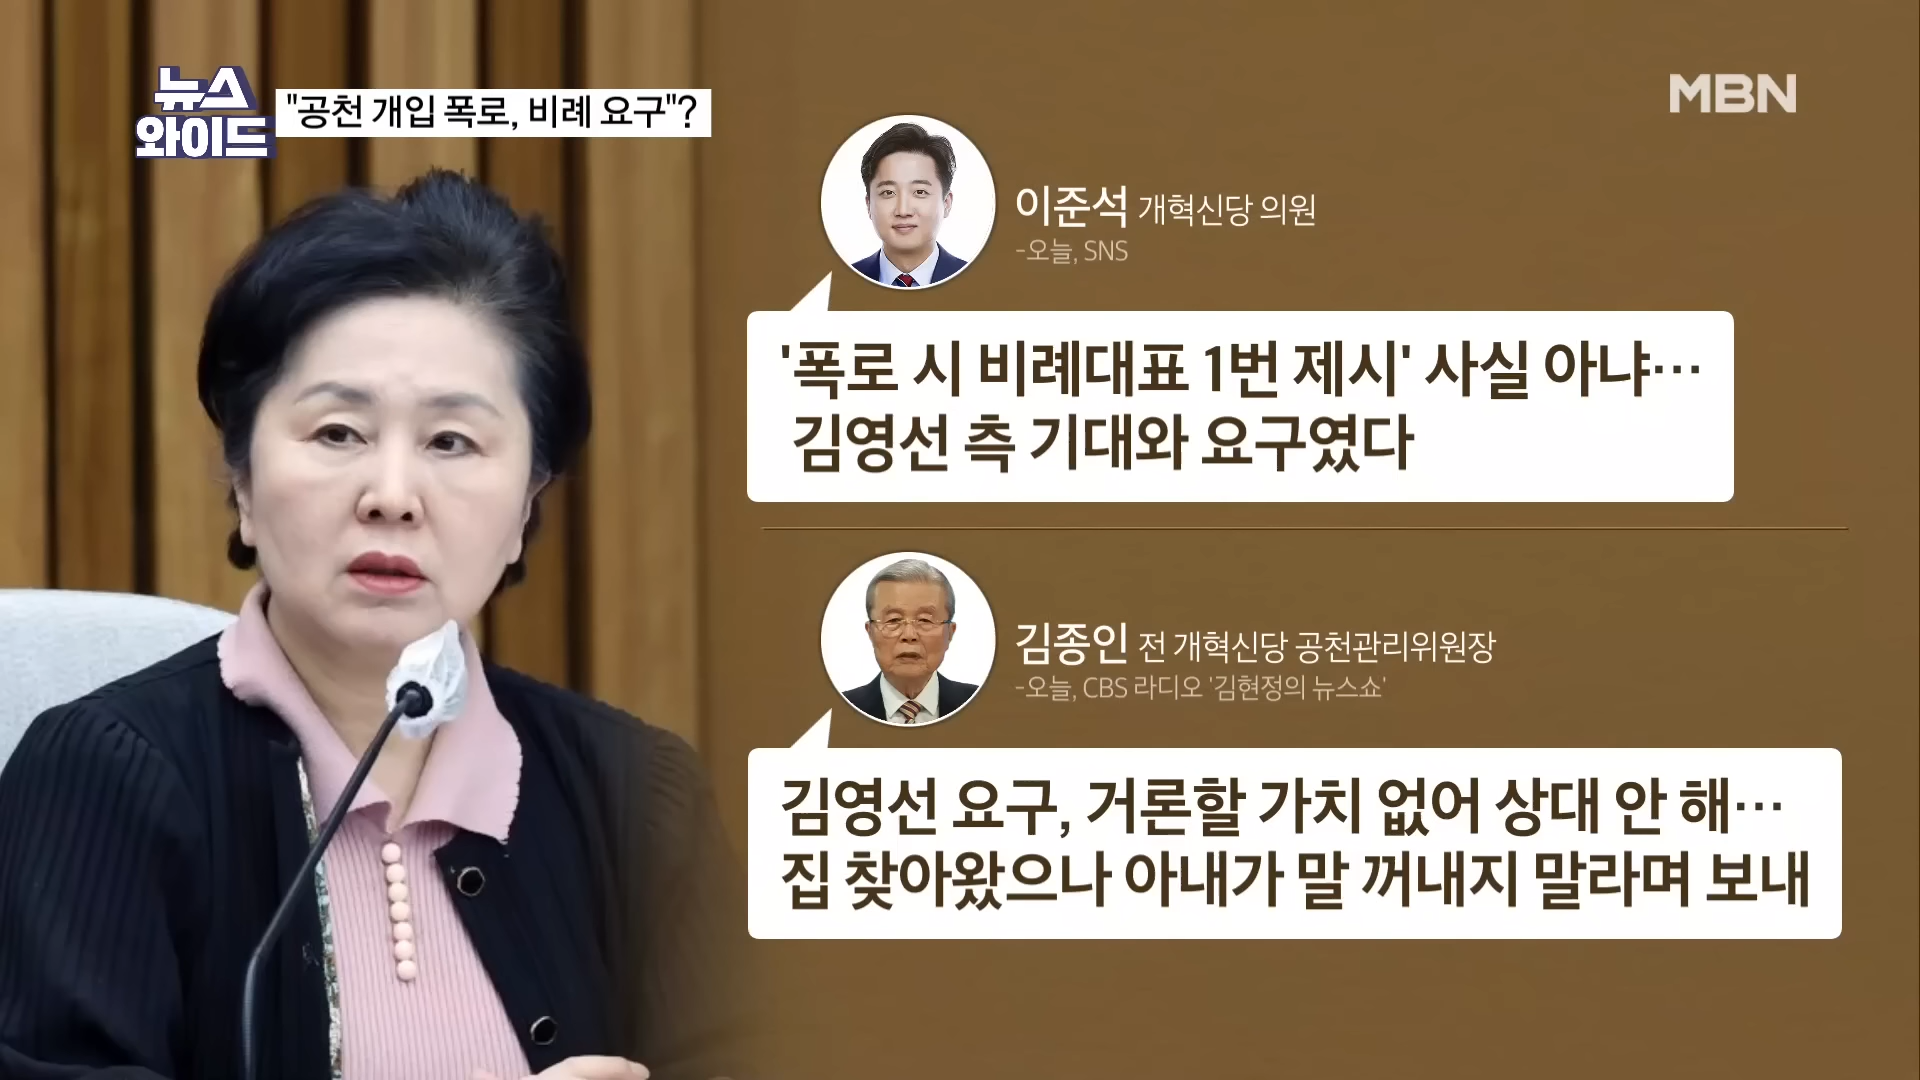 뉴스
와이드
"공천 개입 폭로, 비례 요구"?
MBN
이준석 개혁신당 의원
-오늘, SNS
'폭로 시 비례대표 1번 제시' 사실 아냐…
김영선 측 기대와 요구였다
김종인 전 개혁신당 공천관리위원장
-오늘, CBS 라디오 '김현정의 뉴스쇼'
김영선 요구, 거론할 가치 없어 상대 안 해…
집 찾아왔으나 아내가 말 꺼내지 말라며 보내